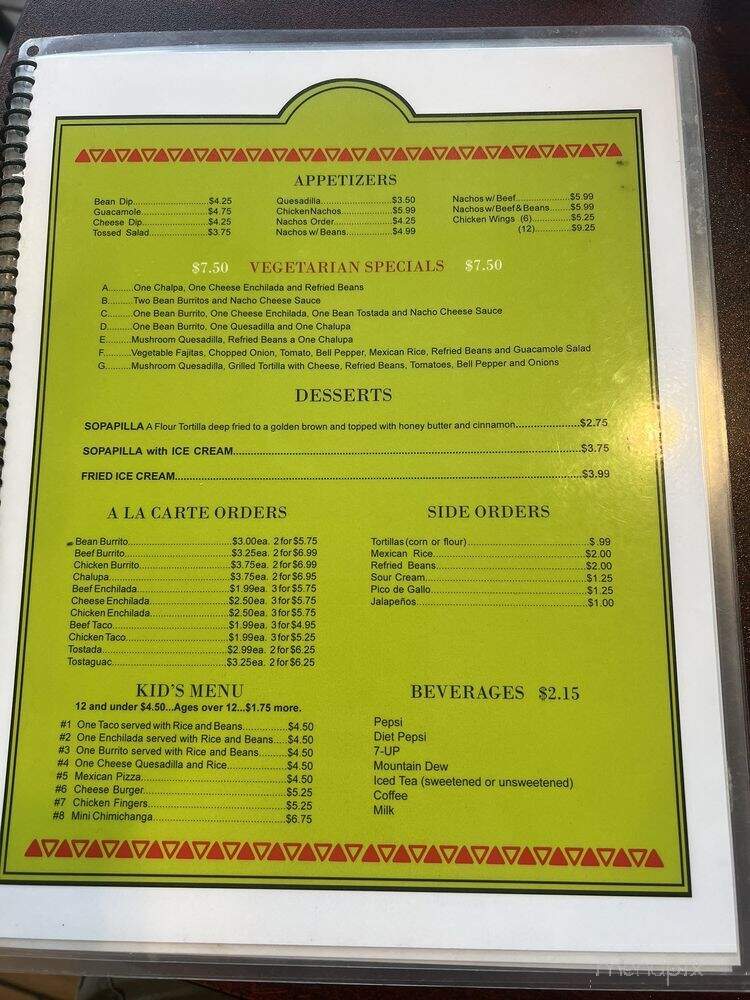 APPETIZERS
Bean Dip..............................$4.25
Guacamole..........................$4.75
Cheese Dip.........................$4.25
Tossed Salad......................$3.75
Quesadilla..........................$3.50
Chicken Nachos..................$5.99
Nachos Order.....................$4.25
Nachos w/ Beans................$4.99
Nachos w/ Beef...................$5.99
Nachos w/ Beef & Beans.......$5.99
Chicken Wings (6)...............$5.25
(12)............$9.25
$7.50 VEGETARIAN SPECIALS $7.50
A..........One Chalpa, One Cheese Enchilada and Refried Beans
B..........Two Bean Burritos and Nacho Cheese Sauce
C..........One Bean Burrito, One Cheese Enchilada, One Bean Tostada and Nacho Cheese Sauce
D..........One Bean Burrito, One Quesadilla and One Chalupa
E..........Mushroom Quesadilla, Refried Beans a One Chalupa
F..........Vegetable Fajitas, Chopped Onion, Tomato, Bell Pepper, Mexican Rice, Refried Beans and Guacamole Salad
G..........Mushroom Quesadilla, Grilled Tortilla with Cheese, Refried Beans, Tomatoes, Bell Pepper and Onions
DESSERTS
SOPAPILLA A Flour Tortilla deep fried to a golden brown and topped with honey butter and cinnamon....................$2.75
SOPAPILLA with ICE CREAM....................$3.75
FRIED ICE CREAM....................$3.99
A LA CARTE ORDERS
Bean Burrito....................$3.00ea. 2 for $5.75
Beef Burrito....................$3.25ea. 2 for $6.99
Chicken Burrito....................$3.75ea. 2 for $6.99
Chalupa....................$3.75ea. 2 for $6.95
Beef Enchilada....................$1.99ea. 3 for $5.75
Cheese Enchilada....................$2.50ea. 3 for $5.75
Chicken Enchilada....................$2.50ea. 3 for $5.75
Beef Taco....................$1.99ea. 3 for $4.95
Chicken Taco....................$1.99ea. 3 for $5.25
Tostada....................$2.99ea. 2 for $6.25
Tostaguac....................$3.25ea. 2 for $6.25
SIDE ORDERS
Tortillas (corn or flour)....................$ .99
Mexican Rice....................$2.00
Refried Beans....................$2.00
Sour Cream....................$1.25
Pico de Gallo....................$1.25
Jalapeños....................$1.00
KID'S MENU
12 and under $4.50...Ages over 12...$1.75 more.
#1 One Taco served with Rice and Beans..............$4.50
#2 One Enchilada served with Rice and Beans.....$4.50
#3 One Burrito served with Rice and Beans..........$4.50
#4 One Cheese Quesadilla and Rice....................$4.50
#5 Mexican Pizza....................$4.50
#6 Cheese Burger....................$5.25
#7 Chicken Fingers....................$5.25
#8 Mini Chimichanga....................$6.75
BEVERAGES $2.15
Pepsi
Diet Pepsi
7-UP
Mountain Dew
Iced Tea (sweetened or unsweetened)
Coffee
Milk
menupix